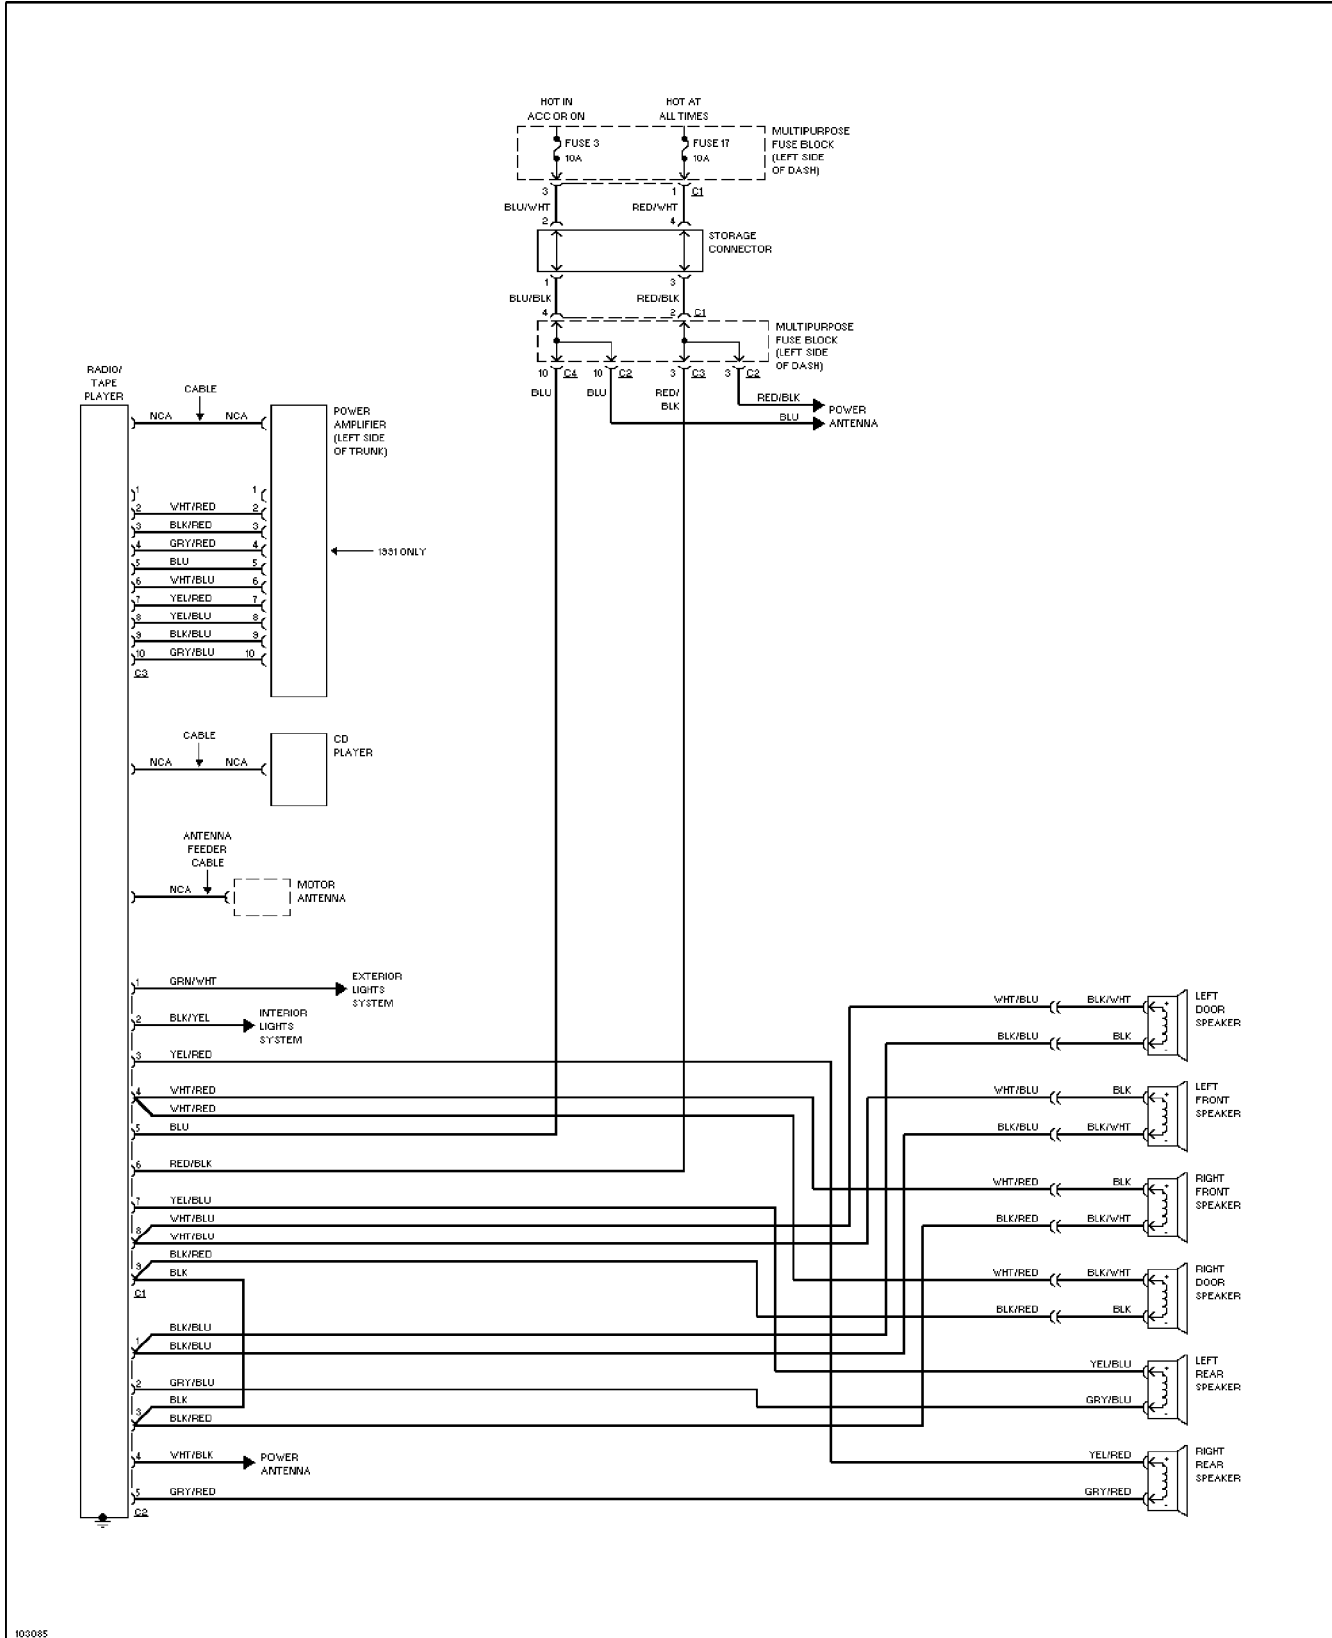 HOT IN
ACC OR ON
HOT AT
ALL TIMES
FUSE 3
10A
FUSE 17
10A
MULTIPURPOSE
FUSE BLOCK
(LEFT SIDE
OF DASH)
3
1
C1
BLU/WHT
RED/WHT
2
4
STORAGE
CONNECTOR
1
3
BLU/BLK
RED/BLK
4
2
C1
MULTIPURPOSE
FUSE BLOCK
(LEFT SIDE
OF DASH)
10
C4
10
C2
3
C3
3
C2
BLU
BLU
RED/
BLK
RED/BLK
BLU
POWER
ANTENNA
RADIO/
TAPE
PLAYER
CABLE
NCA
NCA
POWER
AMPLIFIER
(LEFT SIDE
OF TRUNK)
1
1
2
WHT/RED
2
3
BLK/RED
3
4
GRY/RED
4
5
BLU
5
6
WHT/BLU
6
7
YEL/RED
7
8
YEL/BLU
8
9
BLK/BLU
9
10
GRY/BLU
10
C3
1991 ONLY
CABLE
NCA
NCA
CD
PLAYER
ANTENNA
FEEDER
CABLE
NCA
MOTOR
ANTENNA
1
GRN/WHT
EXTERIOR
LIGHTS
SYSTEM
2
BLK/YEL
INTERIOR
LIGHTS
SYSTEM
3
YEL/RED
4
WHT/RED
WHT/RED
5
BLU
6
RED/BLK
7
YEL/BLU
8
WHT/BLU
WHT/BLU
9
BLK/RED
BLK
C1
1
BLK/BLU
BLK/BLU
2
GRY/BLU
3
BLK
BLK/RED
4
WHT/BLK
POWER
ANTENNA
5
GRY/RED
C2
WHT/BLU
BLK/WHT
+
LEFT
DOOR
SPEAKER
BLK/BLU
BLK
-
WHT/BLU
BLK
+
LEFT
FRONT
SPEAKER
BLK/BLU
BLK/WHT
-
WHT/RED
BLK
+
RIGHT
FRONT
SPEAKER
BLK/RED
BLK/WHT
-
WHT/RED
BLK/WHT
+
RIGHT
DOOR
SPEAKER
BLK/RED
BLK
-
YEL/BLU
+
LEFT
REAR
SPEAKER
GRY/BLU
-
YEL/RED
+
RIGHT
REAR
SPEAKER
GRY/RED
-
103085